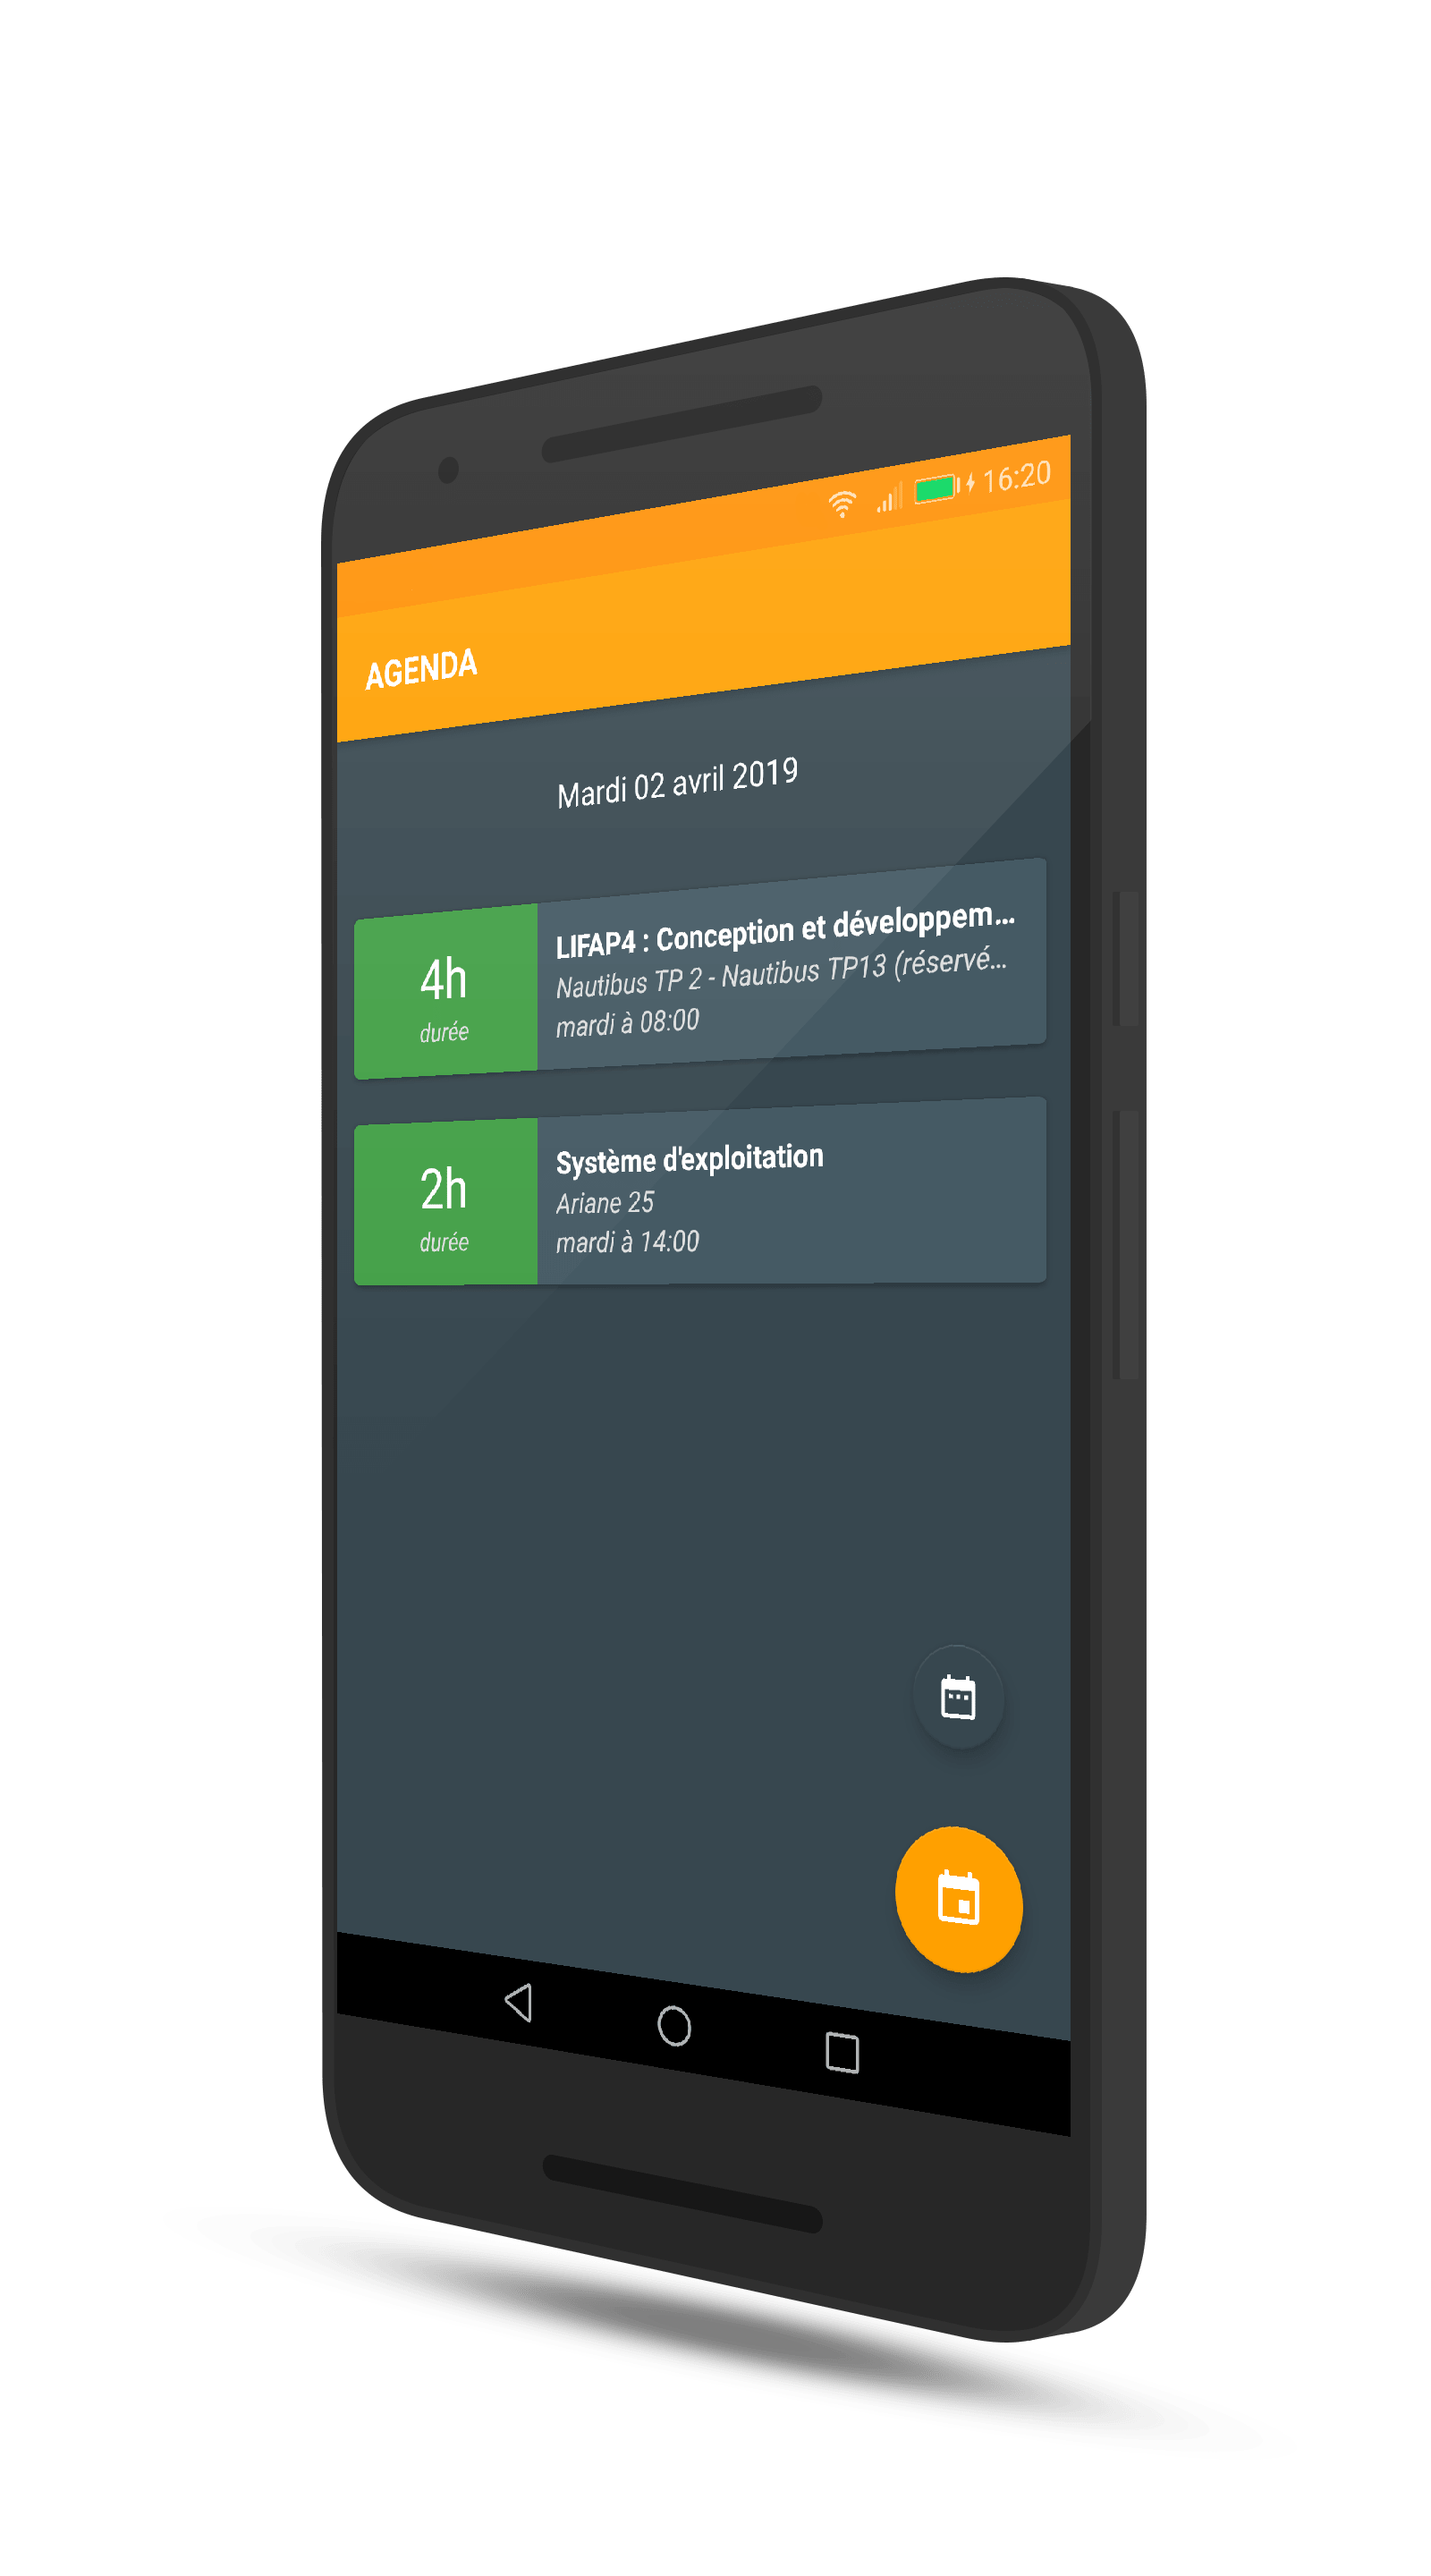 16:20
AGENDA
Mardi 02 avril 2019
4h
durée
LIFAP4 : Conception et développem...
Nautibus TP 2 - Nautibus TP13 (réservé...
mardi à 08:00
2h
durée
Système d'exploitation
Ariane 25
mardi à 14:00